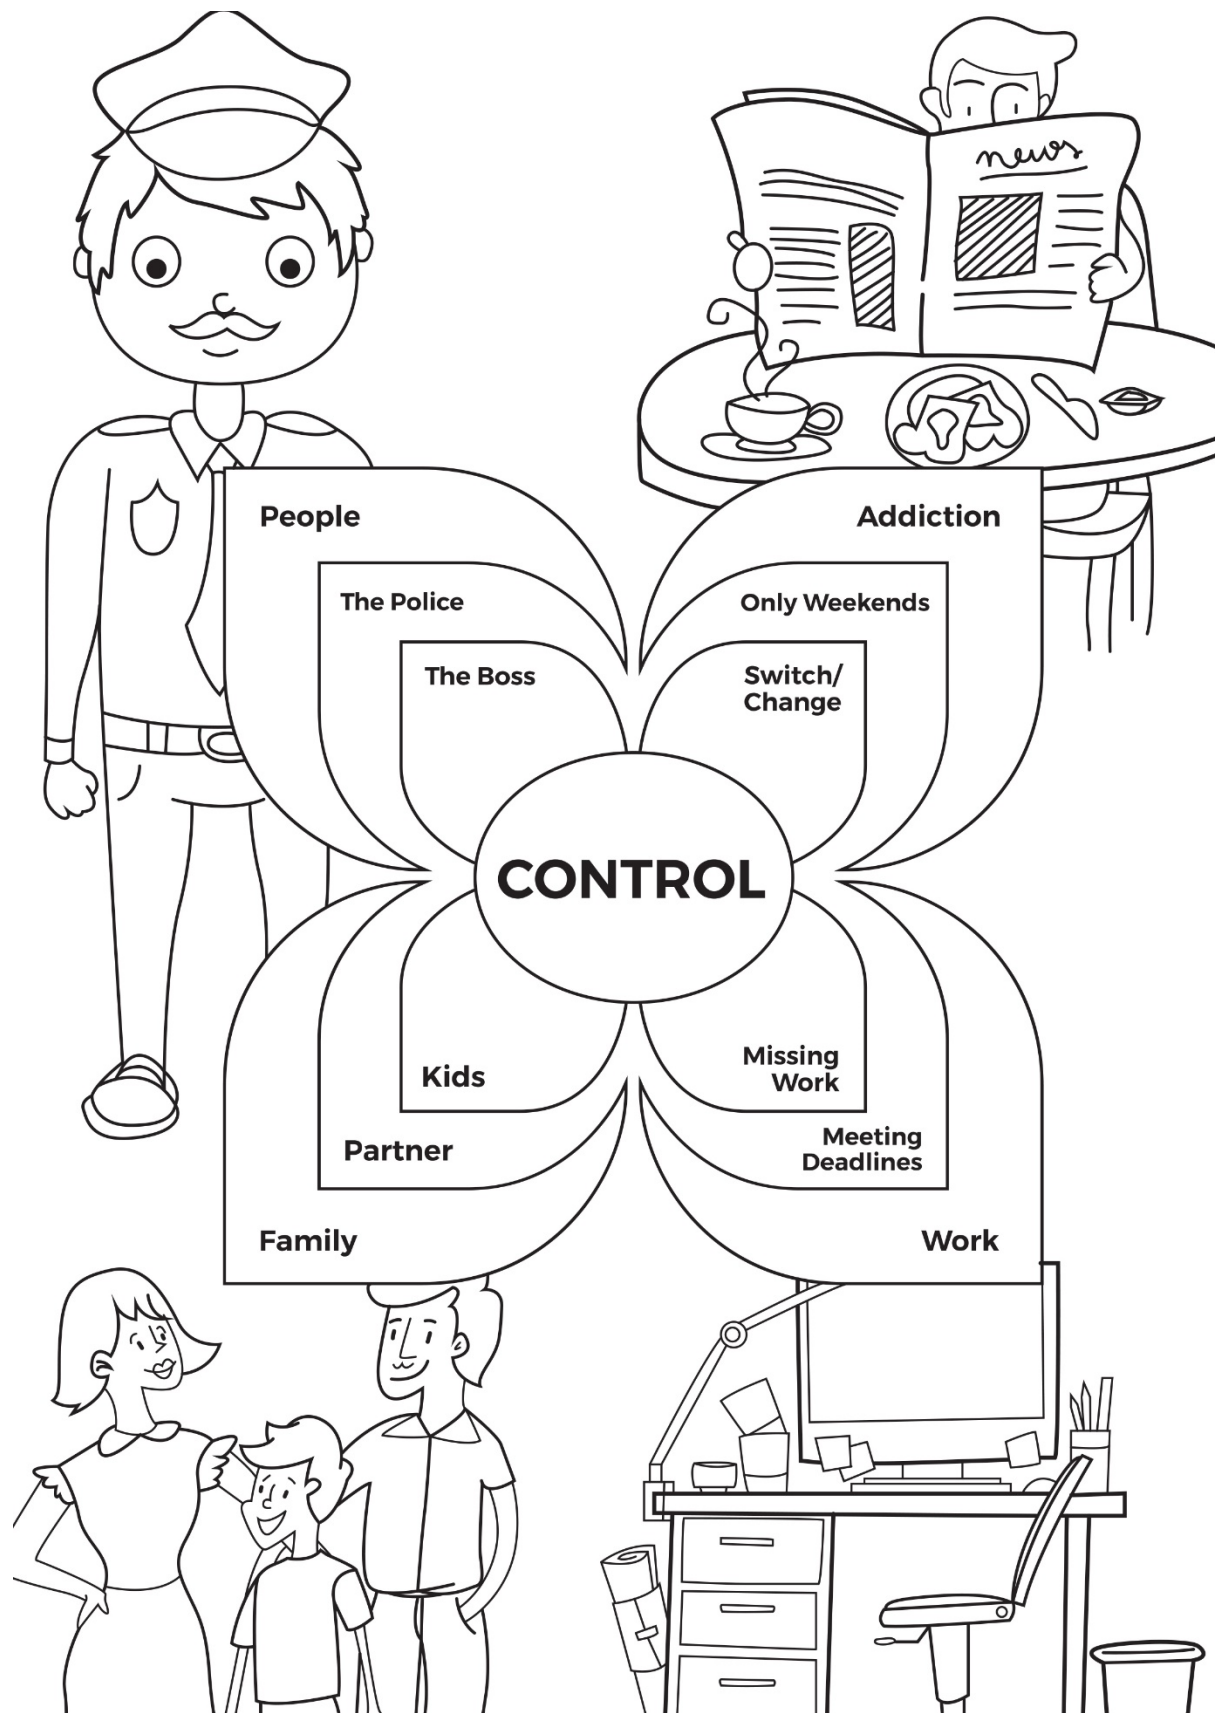 news
People
Addiction
The Police
Only Weekends
The Boss
Switch/
Change
CONTROL
Kids
Missing
Work
Partner
Meeting
Deadlines
Family
Work